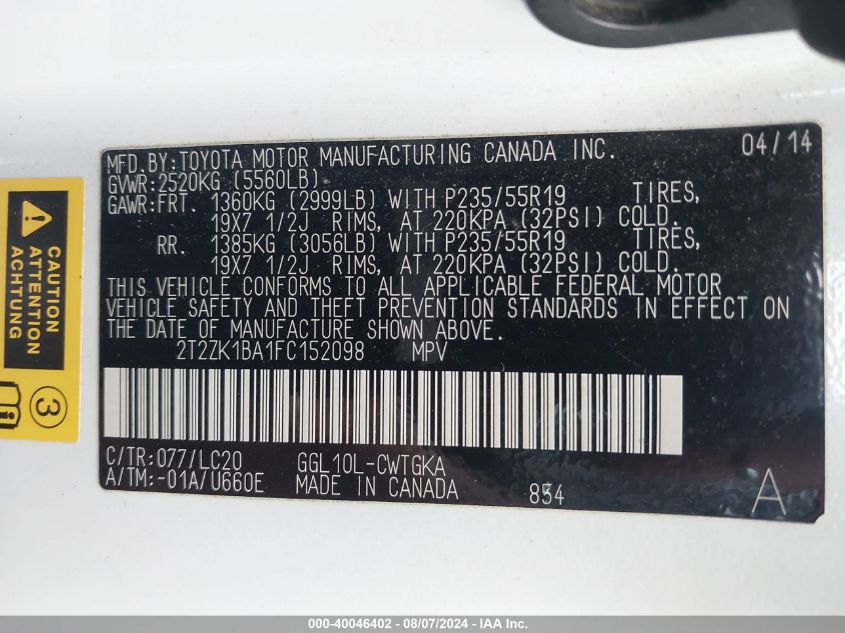 MFD.BY:TOYOTA MOTOR MANUFACTURING CANADA INC. 04/14
GVWR:2520KG (5560LB)
GAWR:FRT. 1360KG (2999LB) WITH P235/55R19 TIRES,
19X7 1/2J RIMS, AT 220KPA (32PSI) COLD.
RR. 1385KG (3056LB) WITH P235/55R19 TIRES,
19X7 1/2J RIMS, AT 220KPA (32PSI) COLD.
THIS VEHICLE CONFORMS TO ALL APPLICABLE FEDERAL MOTOR
VEHICLE SAFETY AND THEFT PREVENTION STANDARDS IN EFFECT ON
THE DATE OF MANUFACTURE SHOWN ABOVE.
2T2ZK1BA1FC152098 MPV
C/TR:077/LC20 GGL10L-CWTGKA
A/TM:-01A/U660E MADE IN CANADA 854 A
CAUTION
ATTENTION
ACHTUNG
3
000-40046402 - 08/07/2024 - IAA Inc.